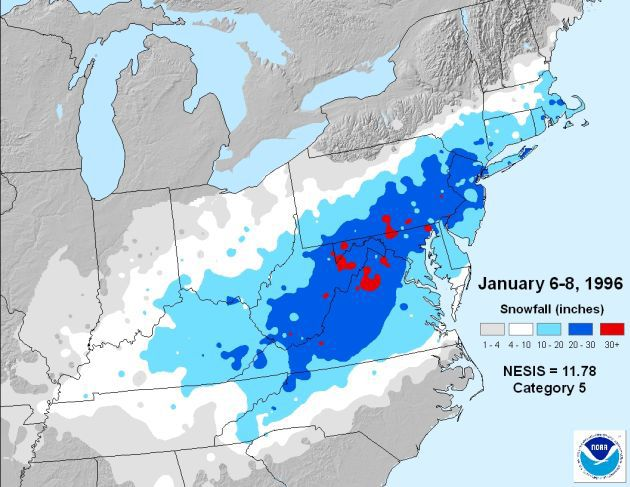 January 6-8, 1996
Snowfall (inches)
1 - 4 4 - 10 10 - 20 20 - 30 30+
NESIS = 11.78
Category 5
NOAA